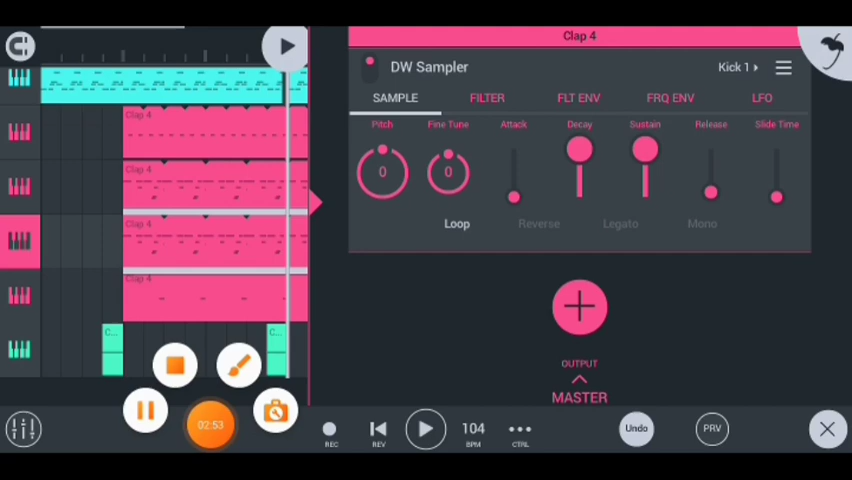 Clap 4
DW Sampler
Kick 1
SAMPLE
FILTER
FLT ENV
FRQ ENV
LFO
Pitch
Fine Tune
Attack
Decay
Sustain
Release
Slide Time
0
0
Loop
Reverse
Legato
Mono
Clap 4
Clap 4
Clap 4
Clap 4
C...
C...
OUTPUT
MASTER
02:53
REC
REV
104
BPM
CTRL
Undo
PRV